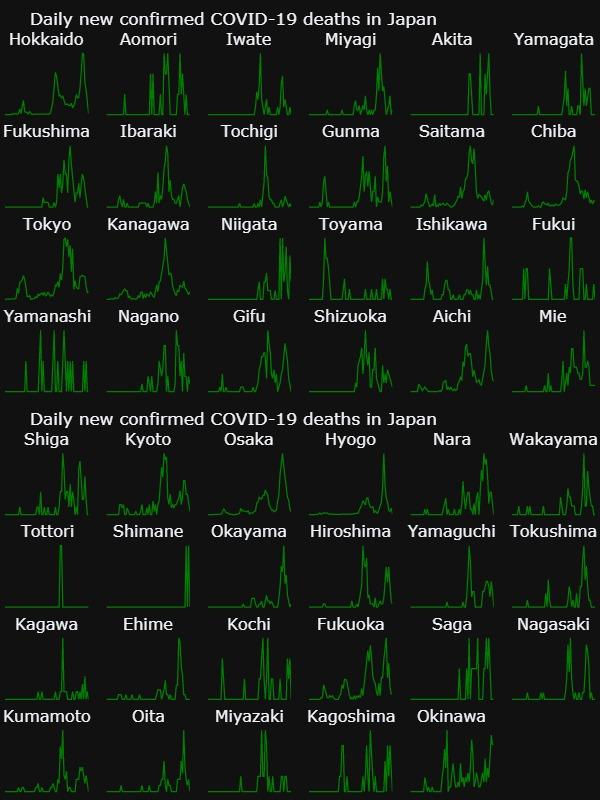 Daily new confirmed COVID-19 deaths in Japan
Hokkaido Aomori Iwate Miyagi Akita Yamagata
Fukushima Ibaraki Tochigi Gunma Saitama Chiba
Tokyo Kanagawa Niigata Toyama Ishikawa Fukui
Yamanashi Nagano Gifu Shizuoka Aichi Mie
Daily new confirmed COVID-19 deaths in Japan
Shiga Kyoto Osaka Hyogo Nara Wakayama
Tottori Shimane Okayama Hiroshima Yamaguchi Tokushima
Kagawa Ehime Kochi Fukuoka Saga Nagasaki
Kumamoto Oita Miyazaki Kagoshima Okinawa